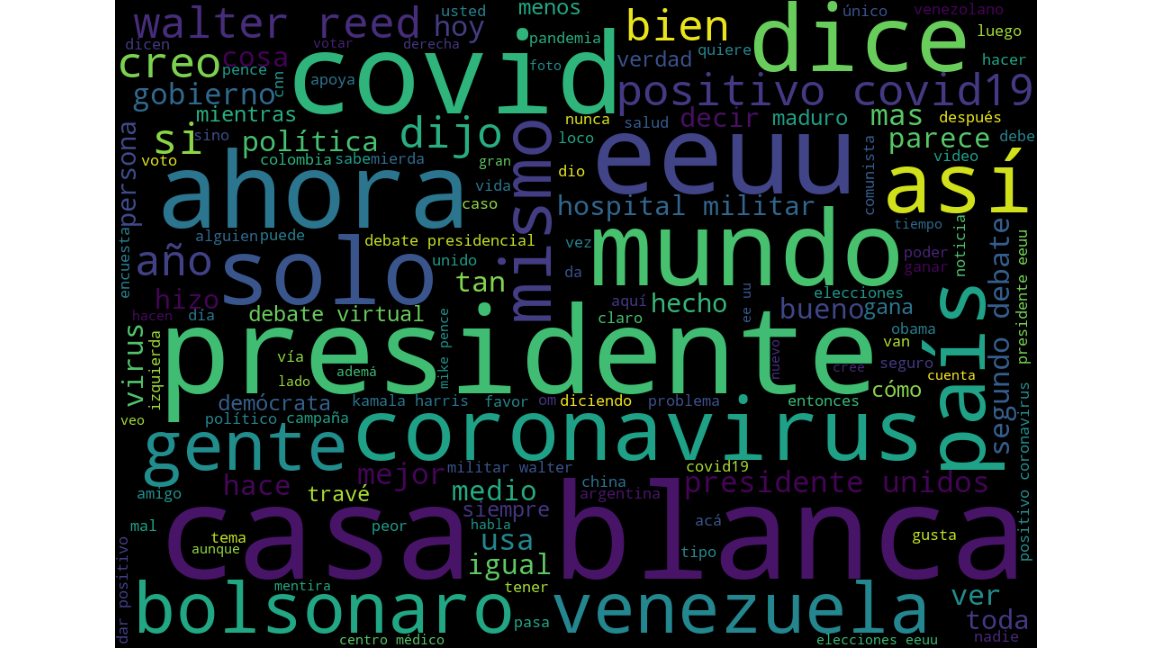 walter reed
hoy
usted
menos
bien
dice
único
venezolano
luego
dicen
votar
derecha
pandemia
creo
cosa
covid
verdad
quiere
hacer
pence
cnn
apoya
foto
gobierno
positivo covid19
mientras
nunca
salud
decir
maduro
mas
después
persona
si
sino
política
dijo
mismo
loco
eeuu
parece
debe
voto
colombia
sabe
mierda
gran
dio
comunista
video
así
ahora
vida
caso
hospital militar
tiempo
encuesta
alguien
puede
debate presidencial
vez
mundo
noticia
segundo debate
presidente eeuu
año
solo
unido
da
poder
ganar
tan
hizo
aquí
hecho
ee uu
elecciones
bueno
gana
país
hacen
día
debate virtual
claro
obama
virus
izquierda
presidente
mike pence
nuevo
van
vía
ademá
cree
seguro
lado
cuenta
cómo
demócrata
kamala harris
favor
om
diciendo
problema
entonces
veo
político
campaña
gente
coronavirus
positivo coronavirus
mejor
militar walter
covid19
amigo
hace
travé
medio
china
argentina
presidente unidos
siempre
mal
peor
habla
acá
tema
casa blanca
gusta
aunque
usa
tipo
dar positivo
igual
mentira
tener
ver
bolsonaro
pasa
venezuela
toda
nadie
centro médico
elecciones eeuu